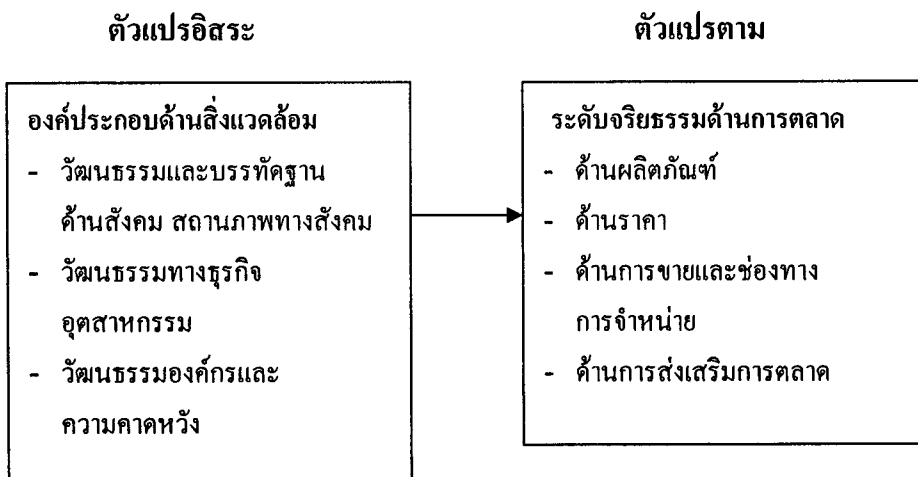 ตัวแปรอิสระ
ตัวแปรตาม
องค์ประกอบด้านสิ่งแวดล้อม
- วัฒนธรรมและบรรทัดฐาน
ด้านสังคม สถานภาพทางสังคม
- วัฒนธรรมทางธุรกิจ
อุตสาหกรรม
- วัฒนธรรมองค์กรและ
ความคาดหวัง
ระดับจริยธรรมด้านการตลาด
- ด้านผลิตภัณฑ์
- ด้านราคา
- ด้านการขายและช่องทาง
การจำหน่าย
- ด้านการส่งเสริมการตลาด